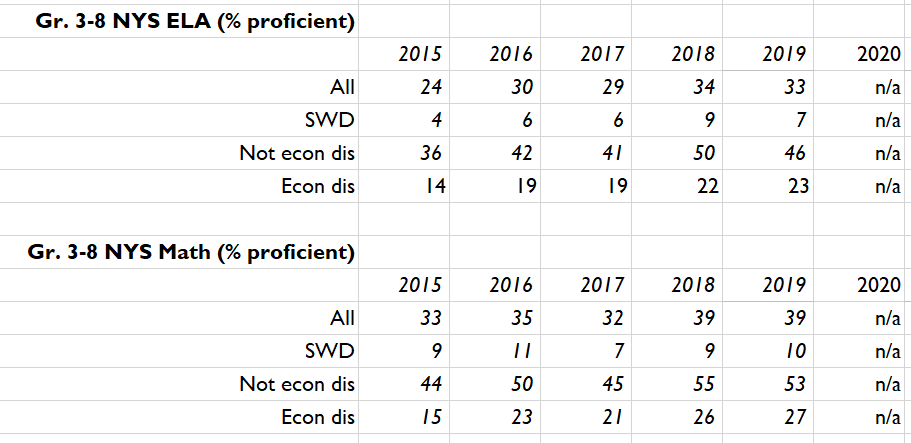 Gr. 3-8 NYS ELA (% proficient)
2015 2016 2017 2018 2019 2020
All 24 30 29 34 33 n/a
SWD 4 6 6 9 7 n/a
Not econ dis 36 42 41 50 46 n/a
Econ dis 14 19 19 22 23 n/a
Gr. 3-8 NYS Math (% proficient)
2015 2016 2017 2018 2019 2020
All 33 35 32 39 39 n/a
SWD 9 11 7 9 10 n/a
Not econ dis 44 50 45 55 53 n/a
Econ dis 15 23 21 26 27 n/a